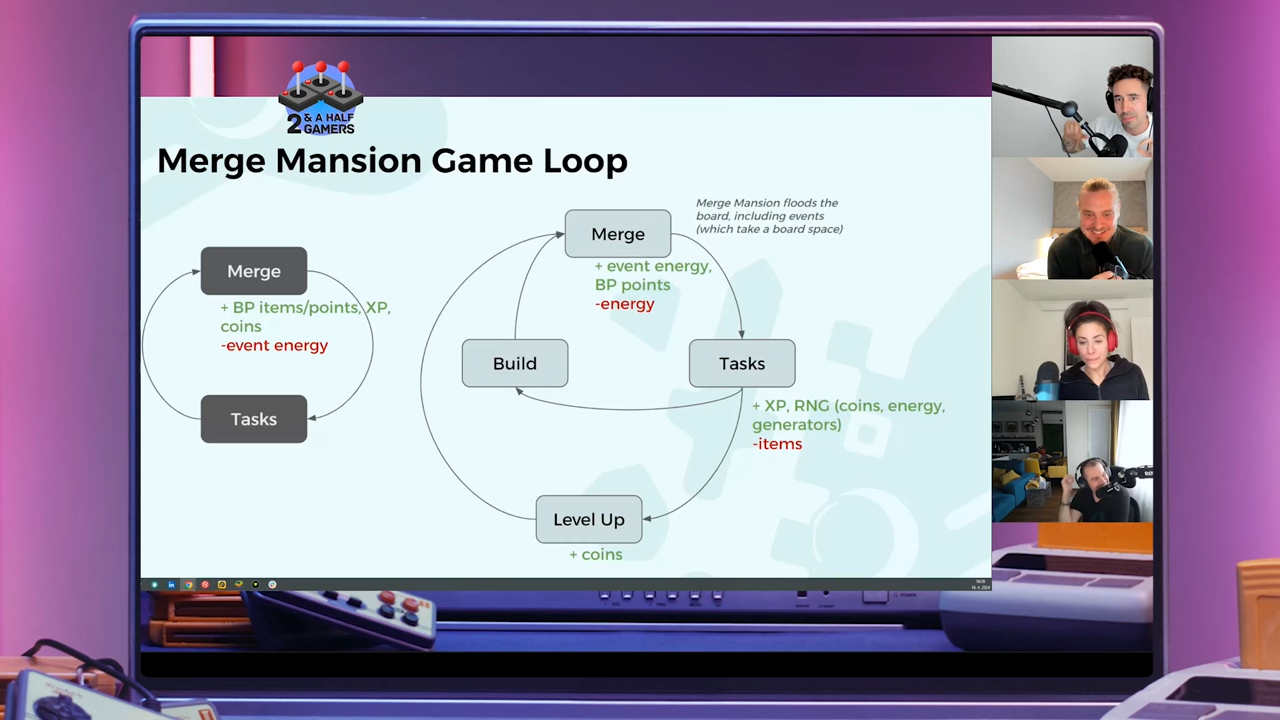 2 & A HALF
GAMERS
Merge Mansion Game Loop
Merge Mansion floods the
board, including events
(which take a board space)
Merge
+ event energy,
BP points
-energy
Merge
+ BP items/points, XP,
coins
-event energy
Build
Tasks
+ XP, RNG (coins, energy,
generators)
-items
Tasks
Level Up
+ coins
POWER